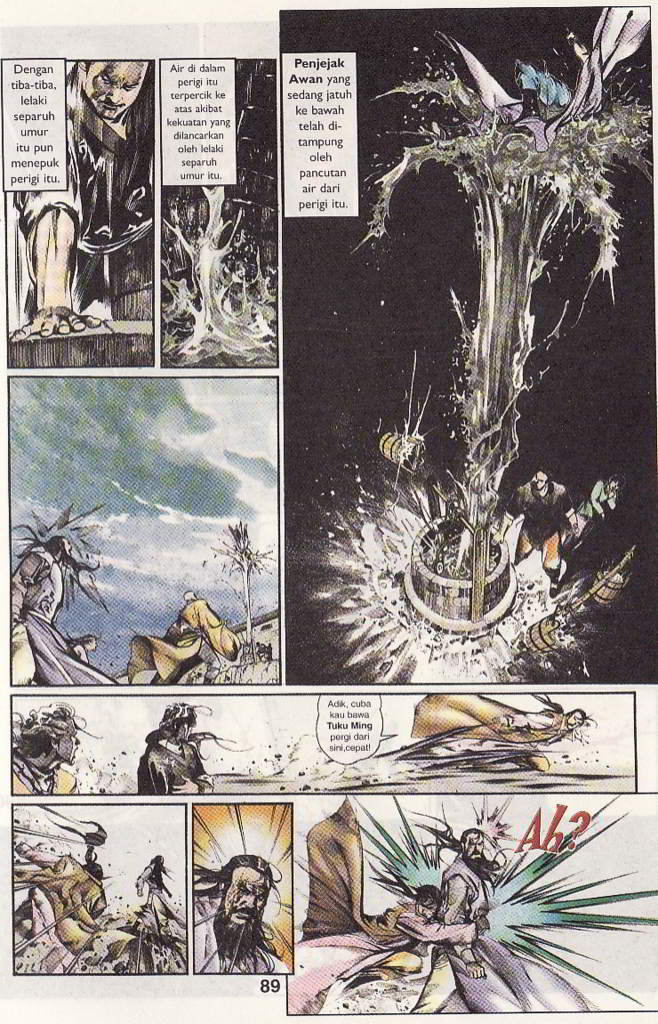 Dengan
tiba-tiba,
lelaki
separuh
umur
itu pun
menepuk
perigi itu.
Air di dalam
perigi itu
terpercik ke
atas akibat
kekuatan yang
dilancarkan
oleh lelaki
separuh
umur itu.
Penjejak
Awan yang
sedang jatuh
ke bawah
telah di-
tampung
oleh
pancutan
air dari
perigi itu.
Adik, cuba
kau bawa
Tuku Ming
pergi dari
sini,cepat!
Ah?
89